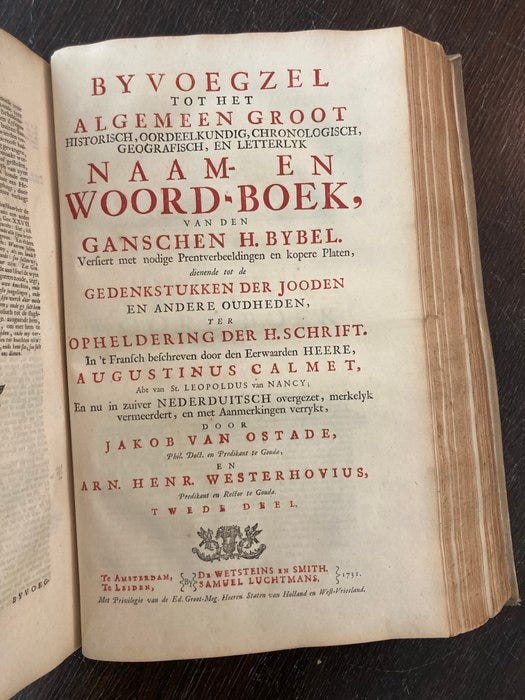 BYVOEGZEL
TOT HET
ALGEMEEN GROOT
HISTORISCH, OORDEELKUNDIG, CHRONOLOGISCH,
GEOGRAFISCH, EN LETTERLYK
NAAM- EN
WOORD-BOEK,
VAN DEN
GANSCHEN H. BYBEL.
Versiert met nodige Prentverbeeldingen en kopere Platen,
dienende tot de
GEDENKSTUKKEN DER JOODEN
EN ANDERE OUDHEDEN,
TER
OPHELDERING DER H. SCHRIFT.
In 't Fransch beschreven door den Eerwaarden HEERE,
AUGUSTINUS CALMET,
Abt van St. LEOPOLDUS van NANCY;
En nu in zuiver NEDERDUITSCH overgezet, merkelyk
vermeerdert, en met Aanmerkingen verrykt,
DOOR
JAKOB VAN OSTADE,
Phil. Doct. en Predikant te Gouda,
EN
ARN. HENR. WESTERHOVIUS,
Predikant en Rector te Gouda.
TWEDE DEEL.
Te AMSTERDAM, By DE WETSTEINS EN SMITH. 1731.
Te LEIDEN, SAMUEL LUCHTMANS,
Met Privilegie van de Ed. Groot-Mog. Heeren Staten van Holland en West-Vriesland.
BYVOEG-